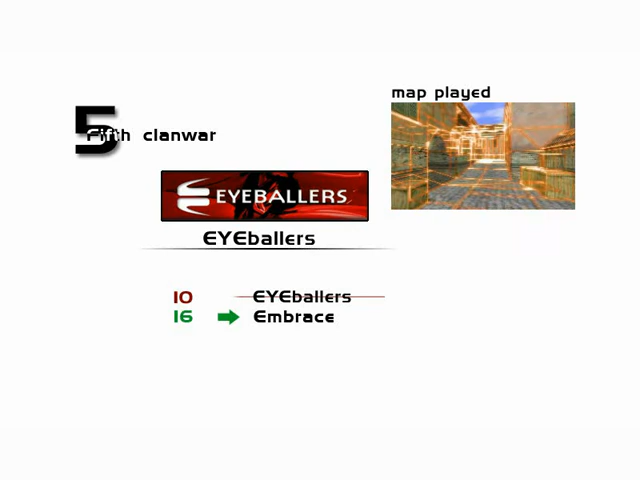 map played
5
Fifth clanwar
EYEBALLERS
EYEballers
10 EYEballers
16 Embrace